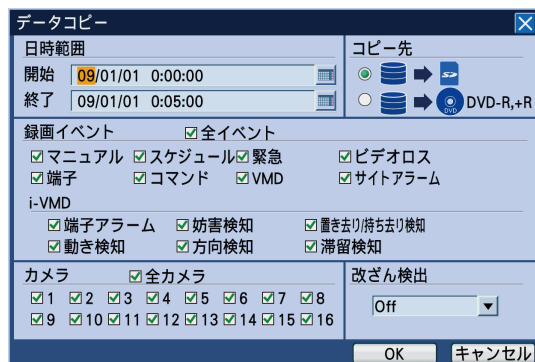 データコピー
日時範囲
開始 09/01/01 0:00:00
終了 09/01/01 0:05:00
コピー先
SD
DVD DVD-R,+R
録画イベント 全イベント
マニュアル スケジュール 緊急 ビデオロス
端子 コマンド VMD サイトアラーム
i-VMD
端子アラーム 妨害検知 置き去り/持ち去り検知
動き検知 方向検知 滞留検知
カメラ 全カメラ
1 2 3 4 5 6 7 8
9 10 11 12 13 14 15 16
改ざん検出
Off
OK キャンセル